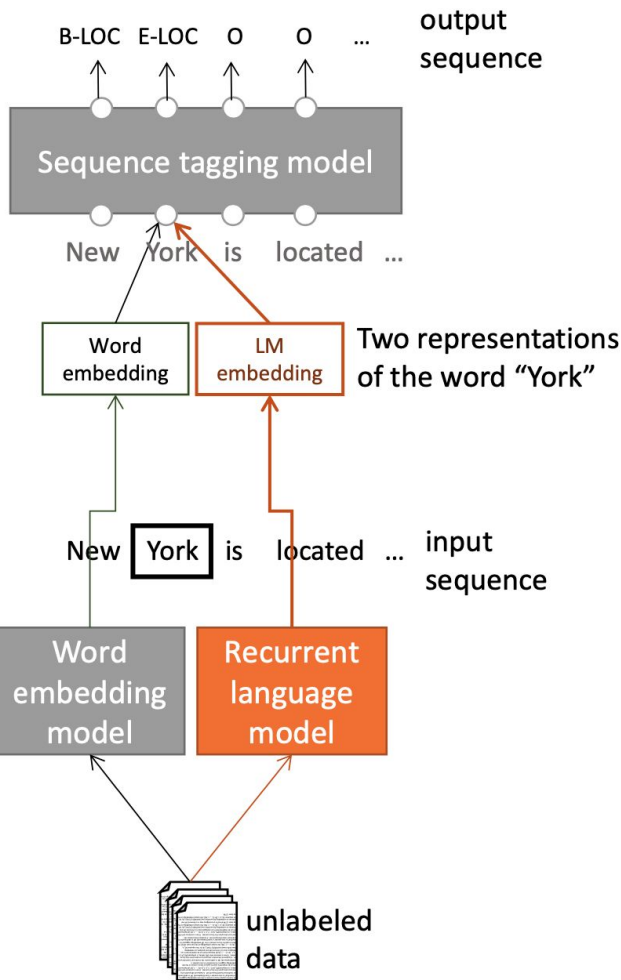 B-LOC E-LOC O O ...
output
sequence
Sequence tagging model
New York is located ...
Word
embedding
LM
embedding
Two representations
of the word “York”
New York is located ...
input
sequence
Word
embedding
model
Recurrent
language
model
unlabeled
data